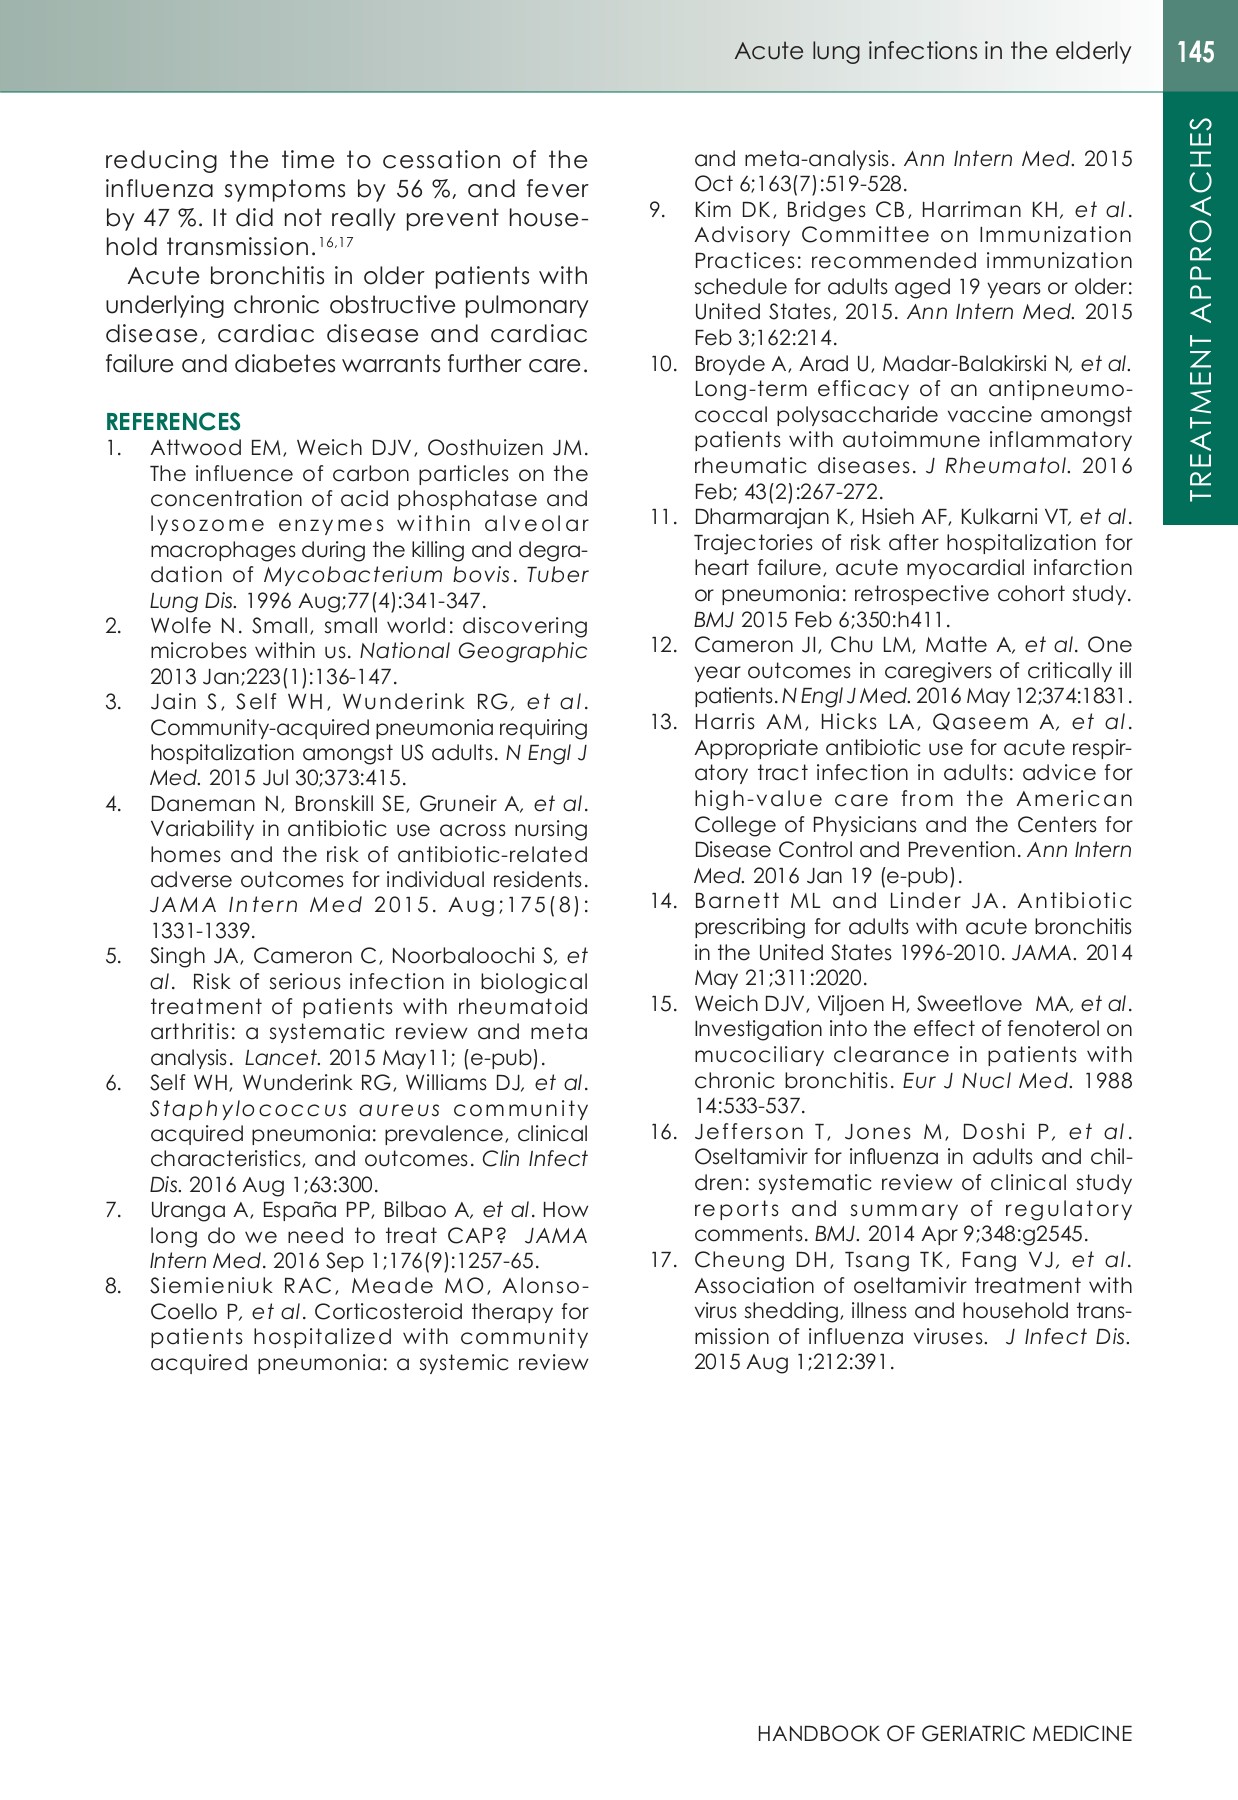 Acute lung infections in the elderly
145
TREATMENT APPROACHES
reducing the time to cessation of the
influenza symptoms by 56 %, and fever
by 47 %. It did not really prevent house-
hold transmission.16,17
Acute bronchitis in older patients with
underlying chronic obstructive pulmonary
disease, cardiac disease and cardiac
failure and diabetes warrants further care.
REFERENCES
1. Attwood EM, Weich DJV, Oosthuizen JM.
The influence of carbon particles on the
concentration of acid phosphatase and
lysozome enzymes within alveolar
macrophages during the killing and degra-
dation of Mycobacterium bovis. Tuber
Lung Dis. 1996 Aug;77(4):341-347.
2. Wolfe N. Small, small world: discovering
microbes within us. National Geographic
2013 Jan;223(1):136-147.
3. Jain S, Self WH, Wunderink RG, et al.
Community-acquired pneumonia requiring
hospitalization amongst US adults. N Engl J
Med. 2015 Jul 30;373:415.
4. Daneman N, Bronskill SE, Gruneir A, et al.
Variability in antibiotic use across nursing
homes and the risk of antibiotic-related
adverse outcomes for individual residents.
JAMA Intern Med 2015. Aug;175(8):
1331-1339.
5. Singh JA, Cameron C, Noorbaloochi S, et
al. Risk of serious infection in biological
treatment of patients with rheumatoid
arthritis: a systematic review and meta
analysis. Lancet. 2015 May11; (e-pub).
6. Self WH, Wunderink RG, Williams DJ, et al.
Staphylococcus aureus community
acquired pneumonia: prevalence, clinical
characteristics, and outcomes. Clin Infect
Dis. 2016 Aug 1;63:300.
7. Uranga A, España PP, Bilbao A, et al. How
long do we need to treat CAP? JAMA
Intern Med. 2016 Sep 1;176(9):1257-65.
8. Siemieniuk RAC, Meade MO, Alonso-
Coello P, et al. Corticosteroid therapy for
patients hospitalized with community
acquired pneumonia: a systemic review
and meta-analysis. Ann Intern Med. 2015
Oct 6;163(7):519-528.
9. Kim DK, Bridges CB, Harriman KH, et al.
Advisory Committee on Immunization
Practices: recommended immunization
schedule for adults aged 19 years or older:
United States, 2015. Ann Intern Med. 2015
Feb 3;162:214.
10. Broyde A, Arad U, Madar-Balakirski N, et al.
Long-term efficacy of an antipneumo-
coccal polysaccharide vaccine amongst
patients with autoimmune inflammatory
rheumatic diseases. J Rheumatol. 2016
Feb; 43(2):267-272.
11. Dharmarajan K, Hsieh AF, Kulkarni VT, et al.
Trajectories of risk after hospitalization for
heart failure, acute myocardial infarction
or pneumonia: retrospective cohort study.
BMJ 2015 Feb 6;350:h411.
12. Cameron JI, Chu LM, Matte A, et al. One
year outcomes in caregivers of critically ill
patients. N Engl J Med. 2016 May 12;374:1831.
13. Harris AM, Hicks LA, Qaseem A, et al.
Appropriate antibiotic use for acute respir-
atory tract infection in adults: advice for
high-value care from the American
College of Physicians and the Centers for
Disease Control and Prevention. Ann Intern
Med. 2016 Jan 19 (e-pub).
14. Barnett ML and Linder JA. Antibiotic
prescribing for adults with acute bronchitis
in the United States 1996-2010. JAMA. 2014
May 21;311:2020.
15. Weich DJV, Viljoen H, Sweetlove MA, et al.
Investigation into the effect of fenoterol on
mucociliary clearance in patients with
chronic bronchitis. Eur J Nucl Med. 1988
14:533-537.
16. Jefferson T, Jones M, Doshi P, et al.
Oseltamivir for influenza in adults and chil-
dren: systematic review of clinical study
reports and summary of regulatory
comments. BMJ. 2014 Apr 9;348:g2545.
17. Cheung DH, Tsang TK, Fang VJ, et al.
Association of oseltamivir treatment with
virus shedding, illness and household trans-
mission of influenza viruses. J Infect Dis.
2015 Aug 1;212:391.
HANDBOOK OF GERIATRIC MEDICINE